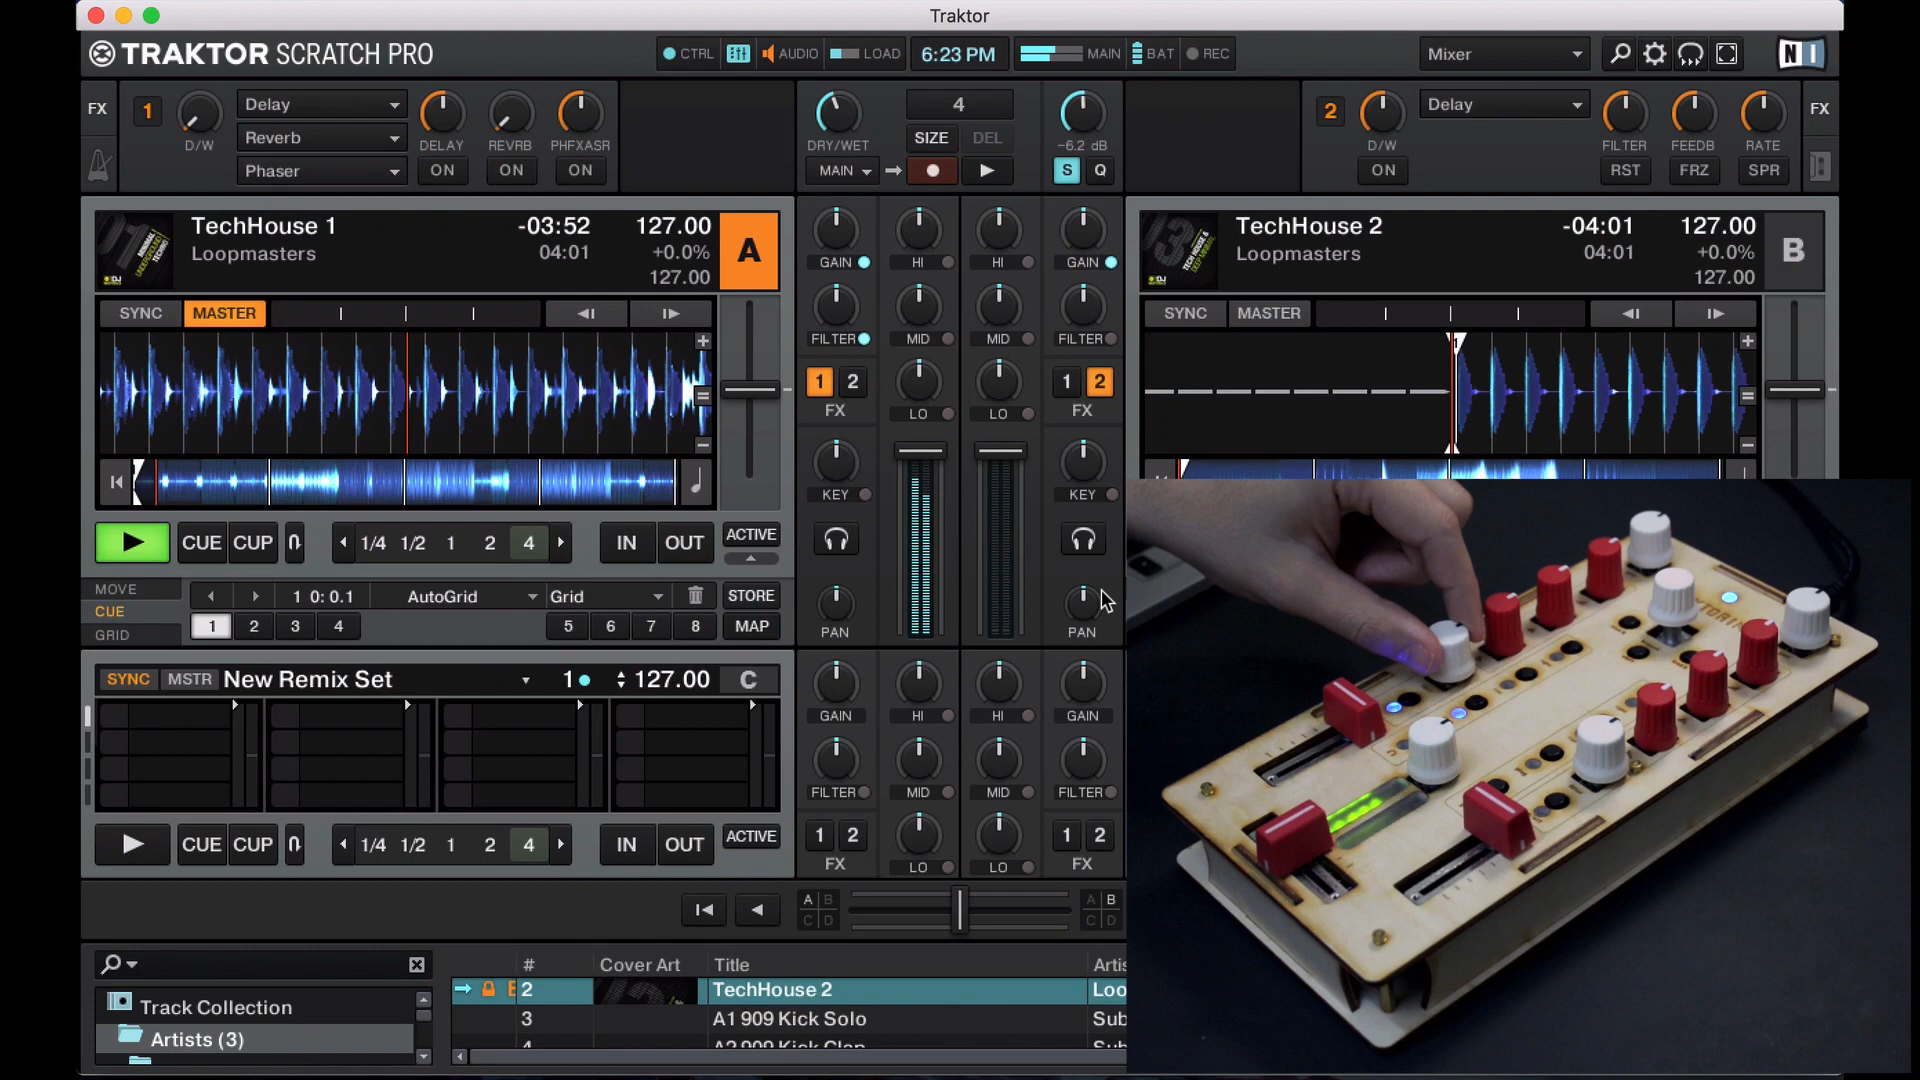 Traktor
TRAKTOR SCRATCH PRO
CTRL
AUDIO
LOAD
6:23 PM
MAIN
BAT
REC
Mixer
NI
FX
1
D/W
Delay
Reverb
Phaser
DELAY
REVRB
PHFXASR
ON
ON
ON
DRY/WET
4
SIZE
DEL
MAIN
-6.2 dB
S
Q
2
D/W
ON
Delay
FILTER
FEEDB
RATE
RST
FRZ
SPR
FX
TechHouse 1
-03:52
127.00
Loopmasters
04:01
+0.0%
127.00
A
SYNC
MASTER
CUE
CUP
1/4
1/2
1
2
4
IN
OUT
ACTIVE
MOVE
CUE
GRID
1 0: 0.1
AutoGrid
Grid
STORE
1
2
3
4
5
6
7
8
MAP
GAIN
HI
HI
GAIN
FILTER
MID
MID
FILTER
1
2
FX
LO
LO
1
2
FX
KEY
KEY
PAN
PAN
TechHouse 2
-04:01
127.00
Loopmasters
04:01
+0.0%
127.00
B
SYNC
MASTER
1
SYNC
MSTR
New Remix Set
1
127.00
C
CUE
CUP
1/4
1/2
1
2
4
IN
OUT
ACTIVE
GAIN
HI
HI
GAIN
FILTER
MID
MID
FILTER
1
2
FX
LO
LO
1
2
FX
A B
C D
A B
C D
Track Collection
Artists (3)
#
Cover Art
Title
2
TechHouse 2
3
A1 909 Kick Solo